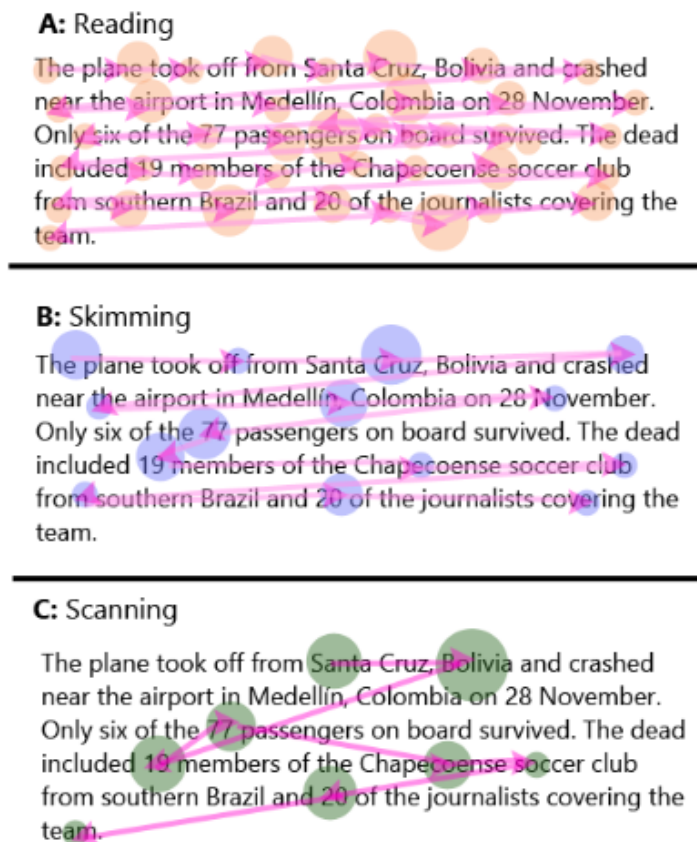 A: Reading
The plane took off from Santa Cruz, Bolivia and crashed
near the airport in Medellín, Colombia on 28 November.
Only six of the 77 passengers on board survived. The dead
included 19 members of the Chapecoense soccer club
from southern Brazil and 20 of the journalists covering the
team.
B: Skimming
The plane took off from Santa Cruz, Bolivia and crashed
near the airport in Medellín, Colombia on 28 November.
Only six of the 77 passengers on board survived. The dead
included 19 members of the Chapecoense soccer club
from southern Brazil and 20 of the journalists covering the
team.
C: Scanning
The plane took off from Santa Cruz, Bolivia and crashed
near the airport in Medellín, Colombia on 28 November.
Only six of the 77 passengers on board survived. The dead
included 19 members of the Chapecoense soccer club
from southern Brazil and 20 of the journalists covering the
team.